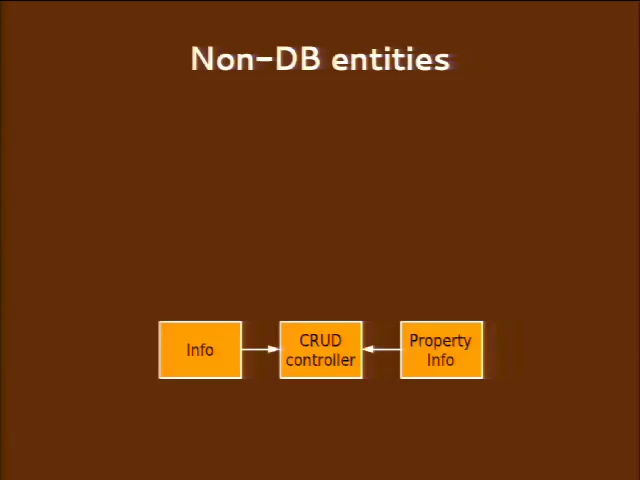 Non-DB entities
Info
CRUD
controller
Property
Info